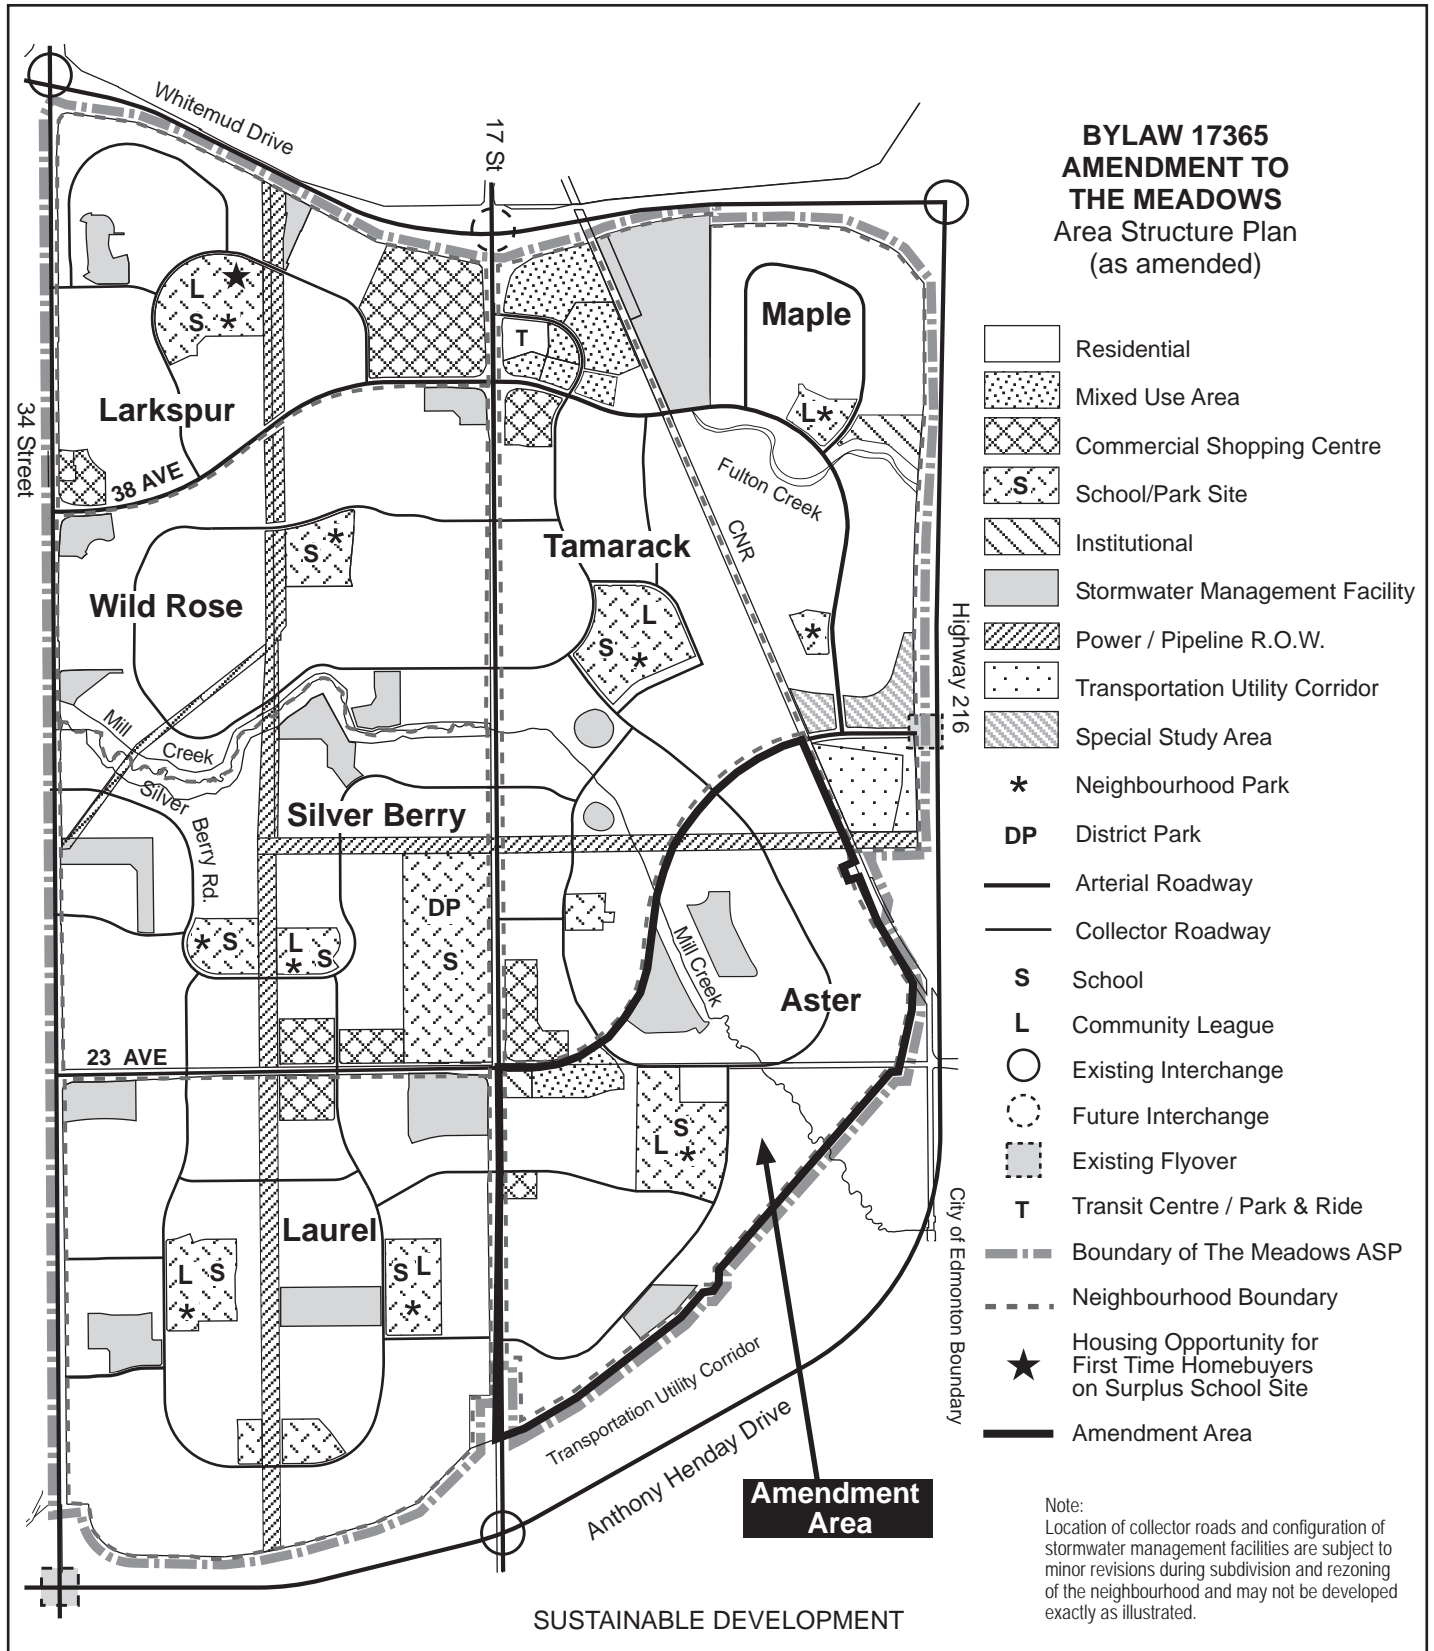 BYLAW 17365
AMENDMENT TO
THE MEADOWS
Area Structure Plan
(as amended)
Residential
Mixed Use Area
Commercial Shopping Centre
S
School/Park Site
Institutional
Stormwater Management Facility
Power / Pipeline R.O.W.
Transportation Utility Corridor
Special Study Area
* Neighbourhood Park
DP District Park
Arterial Roadway
Collector Roadway
S School
L Community League
Existing Interchange
Future Interchange
Existing Flyover
T Transit Centre / Park & Ride
Boundary of The Meadows ASP
Neighbourhood Boundary
★ Housing Opportunity for
First Time Homebuyers
on Surplus School Site
Amendment Area
Note:
Location of collector roads and configuration of
stormwater management facilities are subject to
minor revisions during subdivision and rezoning
of the neighbourhood and may not be developed
exactly as illustrated.
Whitemud Drive
17 St
34 Street
L ★
S *
Larkspur
38 AVE
T
Maple
L*
Fulton Creek
CNR
Highway 216
S *
Wild Rose
Tamarack
L
S *
*
Mill
Creek
Silver
Berry Rd.
Silver Berry
DP
S
* S
L
* S
Mill Creek
Aster
23 AVE
S
L *
Laurel
L S
*
S L
*
City of Edmonton Boundary
Transportation Utility Corridor
Anthony Henday Drive
Amendment
Area
SUSTAINABLE DEVELOPMENT